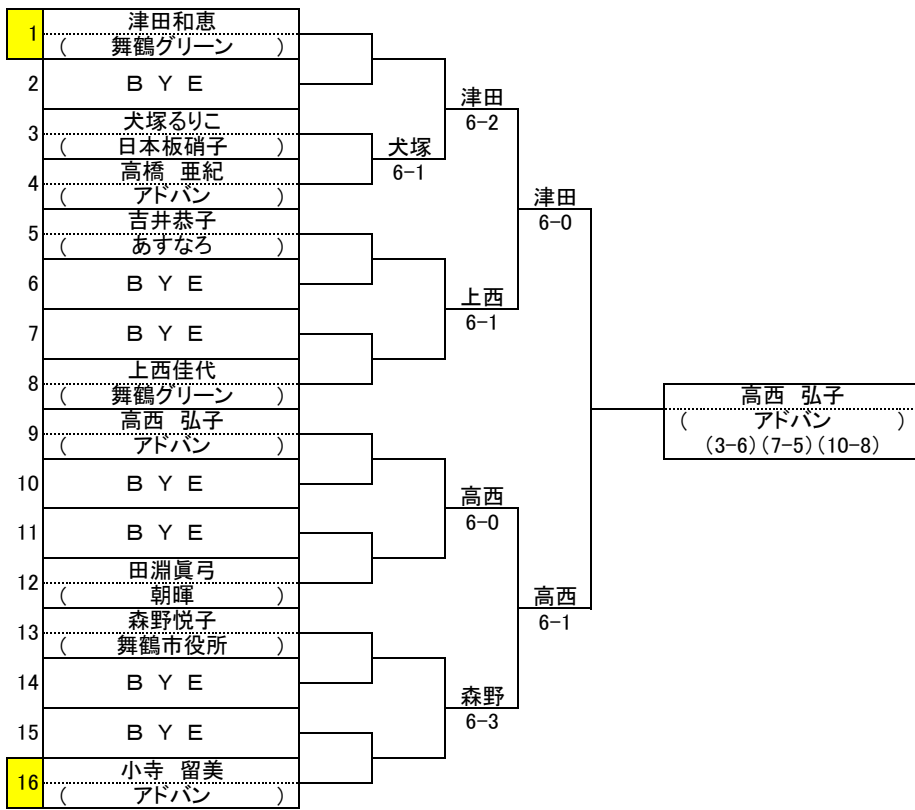 1
津田和恵
( 舞鶴グリーン )
2
B Y E
3
犬塚るりこ
( 日本板硝子 )
4
高橋 亜紀
( アドバン )
5
吉井恭子
( あすなろ )
6
B Y E
7
B Y E
8
上西佳代
( 舞鶴グリーン )
9
高西 弘子
( アドバン )
10
B Y E
11
B Y E
12
田淵眞弓
( 朝暉 )
13
森野悦子
( 舞鶴市役所 )
14
B Y E
15
B Y E
16
小寺 留美
( アドバン )
犬塚
6-1
津田
6-2
上西
6-1
高西
6-0
森野
6-3
津田
6-0
高西
6-1
高西 弘子
( アドバン )
(3-6)(7-5)(10-8)